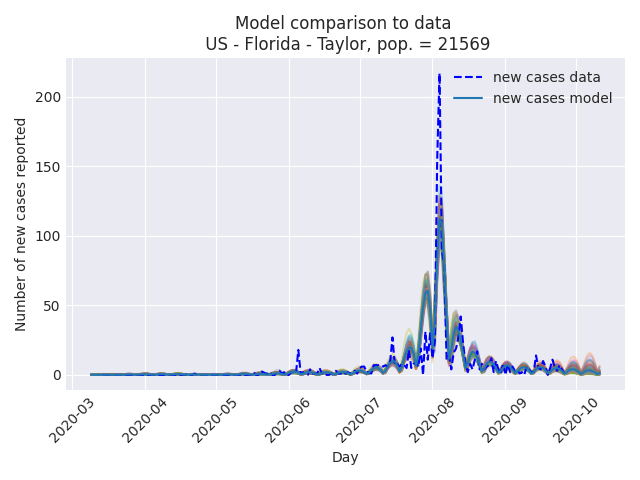 Model comparison to data
US - Florida - Taylor, pop. = 21569
new cases data
new cases model
Number of new cases reported
200
150
100
50
0
2020-03
2020-04
2020-05
2020-06
2020-07
2020-08
2020-09
2020-10
Day